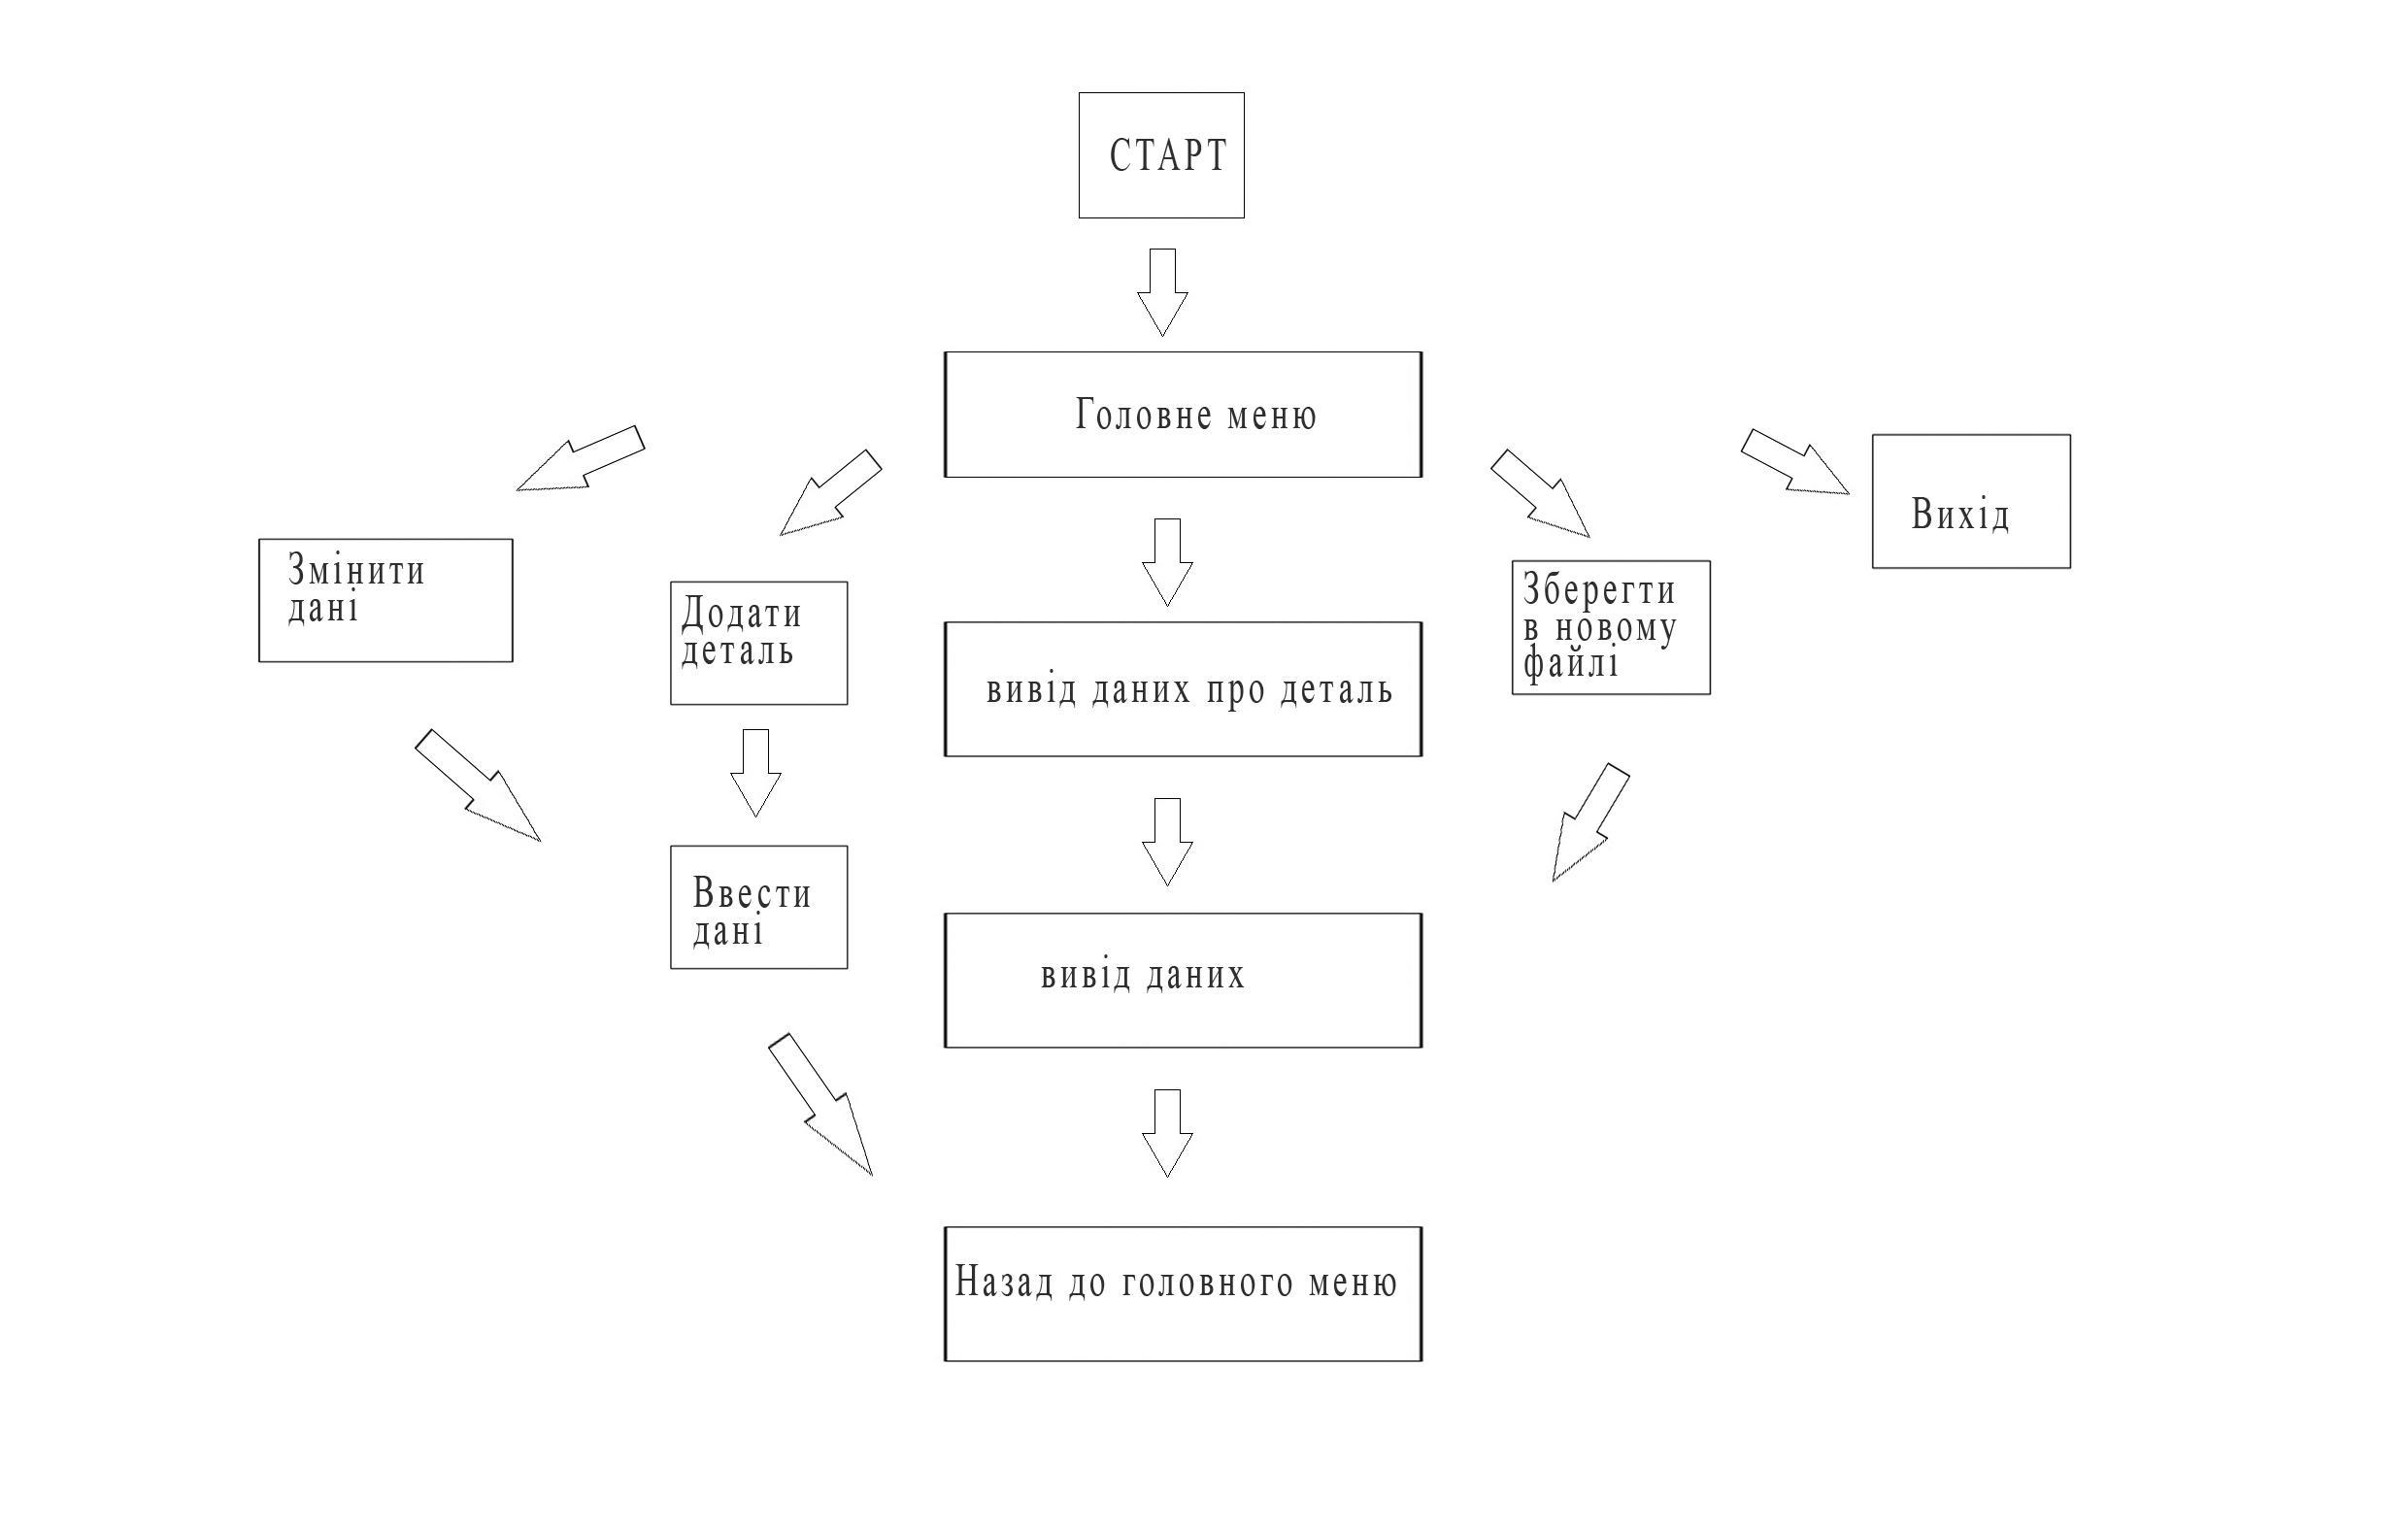 СТАРТ
Головне меню
Вихід
Змінити
дані
Додати
деталь
вивід даних про деталь
Зберегти
в новому
файлі
Ввести
дані
вивід даних
Назад до головного меню